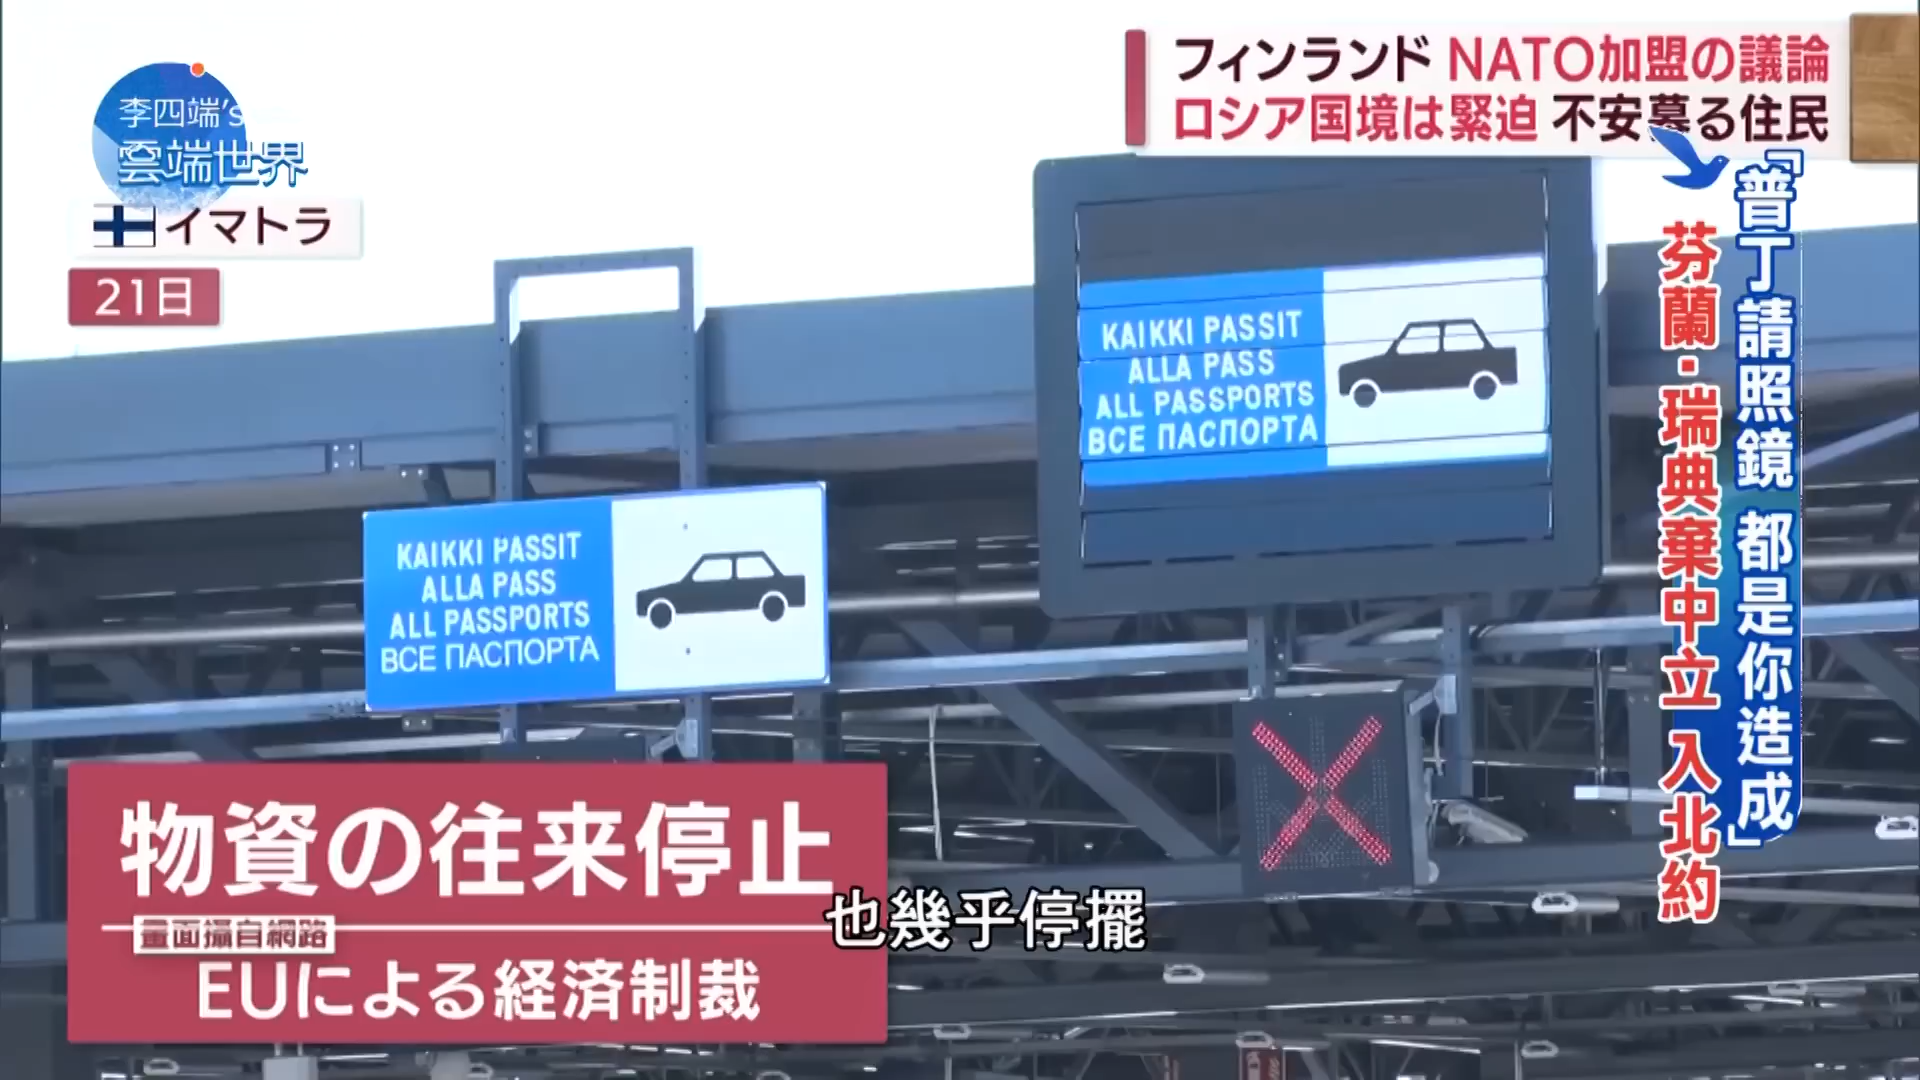 李四端's
雲端世界
イマトラ
21日
フィンランド NATO加盟の議論
ロシア国境は緊迫 不安募る住民
「普丁請照鏡 都是你造成」
芬蘭·瑞典棄中立 入北約
KAIKKI PASSIT
ALLA PASS
ALL PASSPORTS
ВСЕ ПАСПОРТА
KAIKKI PASSIT
ALLA PASS
ALL PASSPORTS
ВСЕ ПАСПОРТА
物資の往来停止
畫面攝自網路
EUによる経済制裁
也幾乎停擺